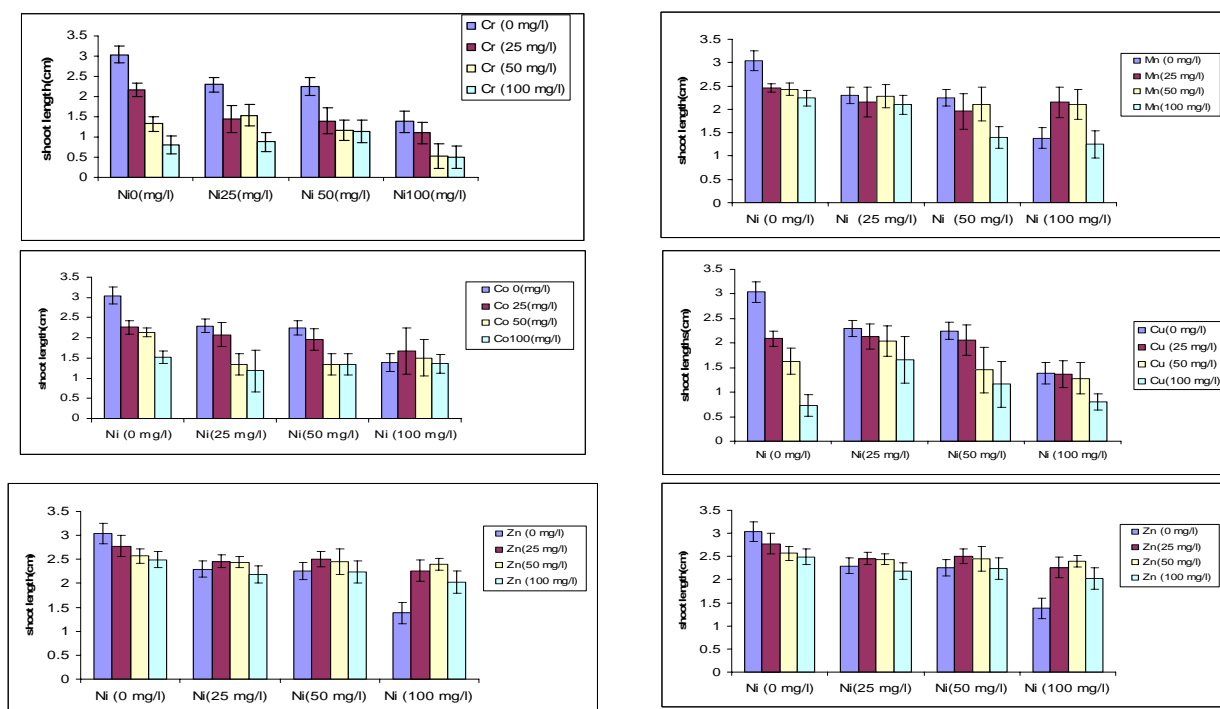 3.5
3
2.5
2
1.5
1
0.5
0
shoot length(cm)
Ni0(mg/l) Ni25(mg/l) Ni 50(mg/l) Ni100(mg/l)
Cr (0 mg/l)
Cr (25 mg/l)
Cr (50 mg/l)
Cr (100 mg/l)
3.5
3
2.5
2
1.5
1
0.5
0
shoot length(cm)
Ni (0 mg/l) Ni (25 mg/l) Ni (50 mg/l) Ni (100 mg/l)
Mn (0 mg/l)
Mn(25 mg/l)
Mn(50 mg/l)
Mn(100 mg/l)
3.5
3
2.5
2
1.5
1
0.5
0
shoot length(cm)
Ni (0 mg/l) Ni(25 mg/l) Ni(50 mg/l) Ni (100 mg/l)
Co 0(mg/l)
Co 25(mg/l)
Co 50(mg/l)
Co100(mg/l)
3.5
3
2.5
2
1.5
1
0.5
0
shoot lengths(cm)
Ni (0 mg/l) Ni(25 mg/l) Ni(50 mg/l) Ni (100 mg/l)
Cu(0 mg/l)
Cu (25 mg/l)
Cu (50 mg/l)
Cu(100 mg/l)
3.5
3
2.5
2
1.5
1
0.5
0
shoot length(cm)
Ni (0 mg/l) Ni(25 mg/l) Ni(50 mg/l) Ni (100 mg/l)
Zn (0 mg/l)
Zn(25 mg/l)
Zn(50 mg/l)
Zn (100 mg/l)
3.5
3
2.5
2
1.5
1
0.5
0
shoot length(cm)
Ni (0 mg/l) Ni(25 mg/l) Ni(50 mg/l) Ni (100 mg/l)
Zn (0 mg/l)
Zn(25 mg/l)
Zn(50 mg/l)
Zn (100 mg/l)